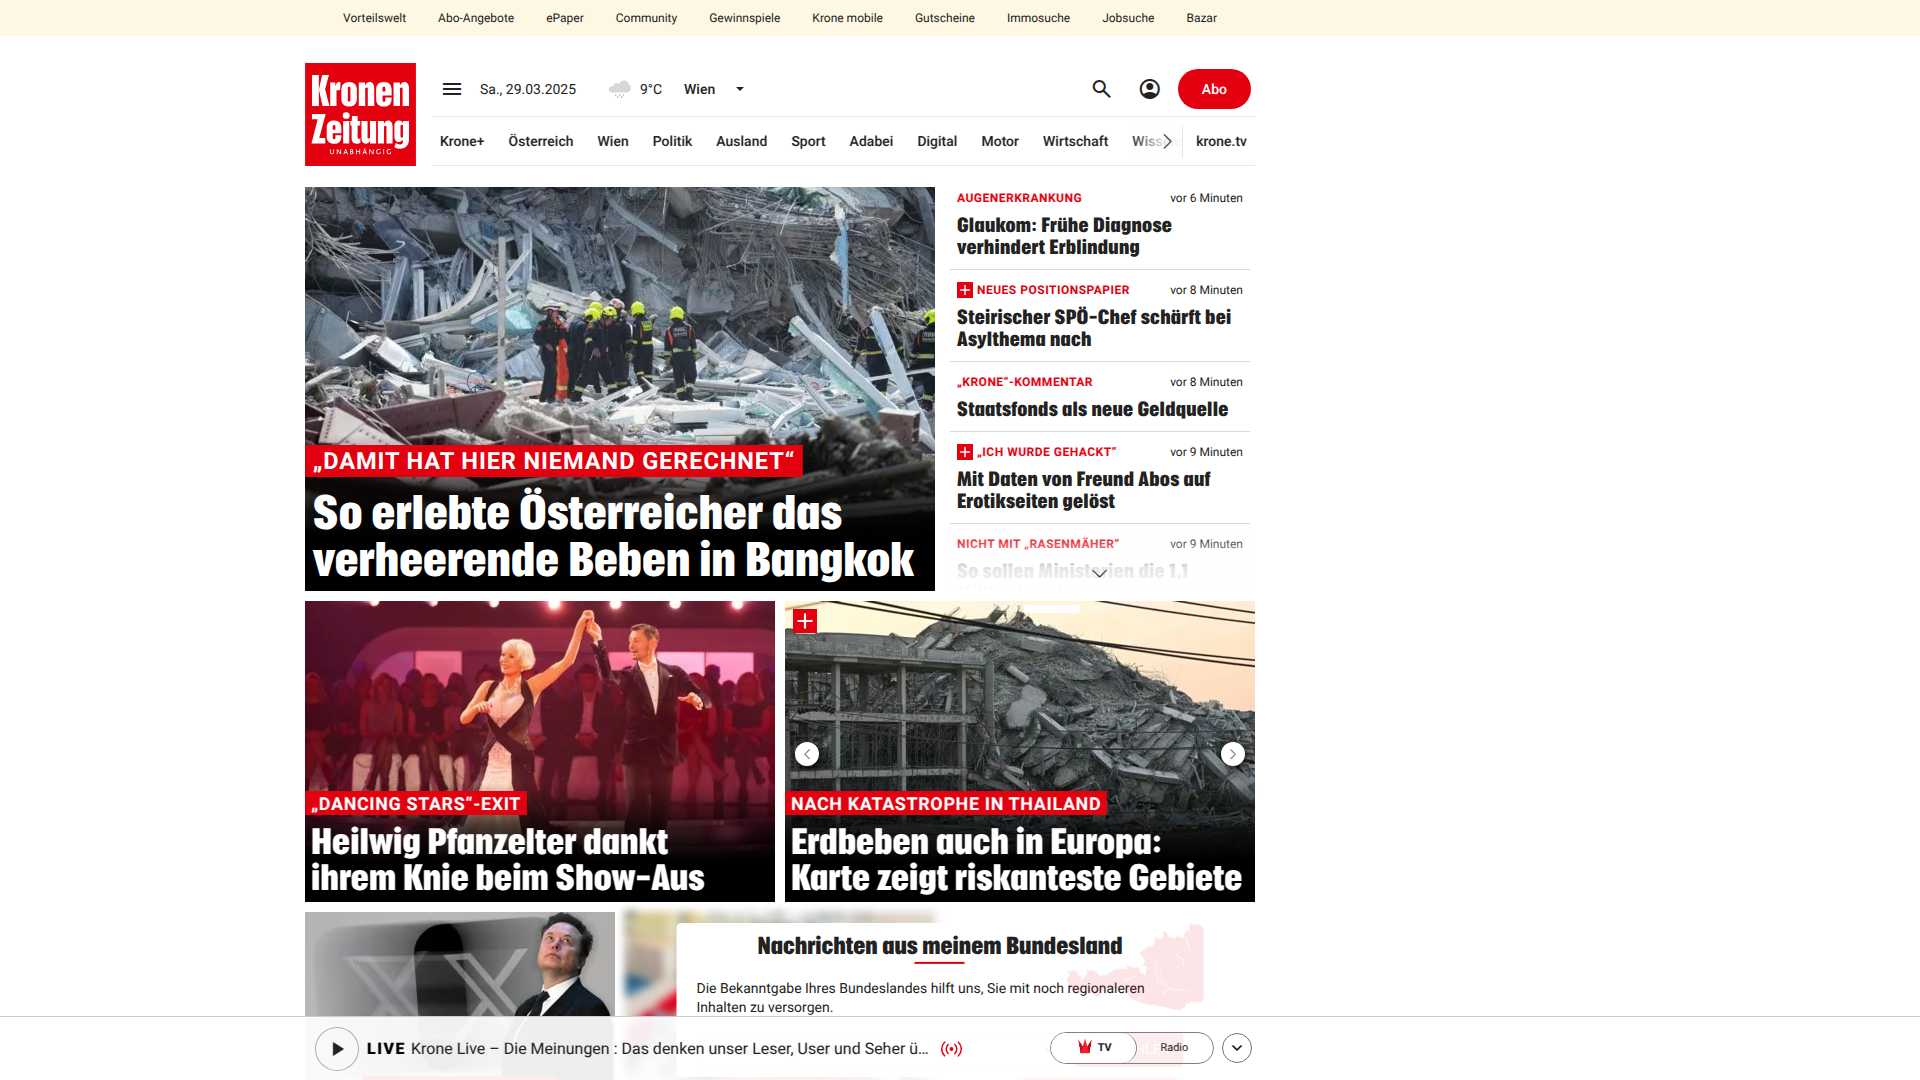 Vorteilswelt Abo-Angebote ePaper Community Gewinnspiele Krone mobile Gutscheine Immosuche Jobsuche Bazar
Kronen
Zeitung
UNABHÄNGIG
Sa., 29.03.2025 9°C Wien
Abo
Krone+ Österreich Wien Politik Ausland Sport Adabei Digital Motor Wirtschaft Wiss krone.tv
„DAMIT HAT HIER NIEMAND GERECHNET“
So erlebte Österreicher das
verheerende Beben in Bangkok
AUGENERKRANKUNG vor 6 Minuten
Glaukom: Frühe Diagnose
verhindert Erblindung
NEUES POSITIONSPAPIER vor 8 Minuten
Steirischer SPÖ-Chef schärft bei
Asylthema nach
„KRONE“-KOMMENTAR vor 8 Minuten
Staatsfonds als neue Geldquelle
„ICH WURDE GEHACKT“ vor 9 Minuten
Mit Daten von Freund Abos auf
Erotikseiten gelöst
NICHT MIT „RASENMÄHER“ vor 9 Minuten
So sollen Ministerien die 1,1
„DANCING STARS“-EXIT
Heilwig Pfanzelter dankt
ihrem Knie beim Show-Aus
NACH KATASTROPHE IN THAILAND
Erdbeben auch in Europa:
Karte zeigt riskanteste Gebiete
Nachrichten aus meinem Bundesland
Die Bekanntgabe Ihres Bundeslandes hilft uns, Sie mit noch regionaleren
Inhalten zu versorgen.
LIVE Krone Live – Die Meinungen : Das denken unser Leser, User und Seher ü...
TV Radio